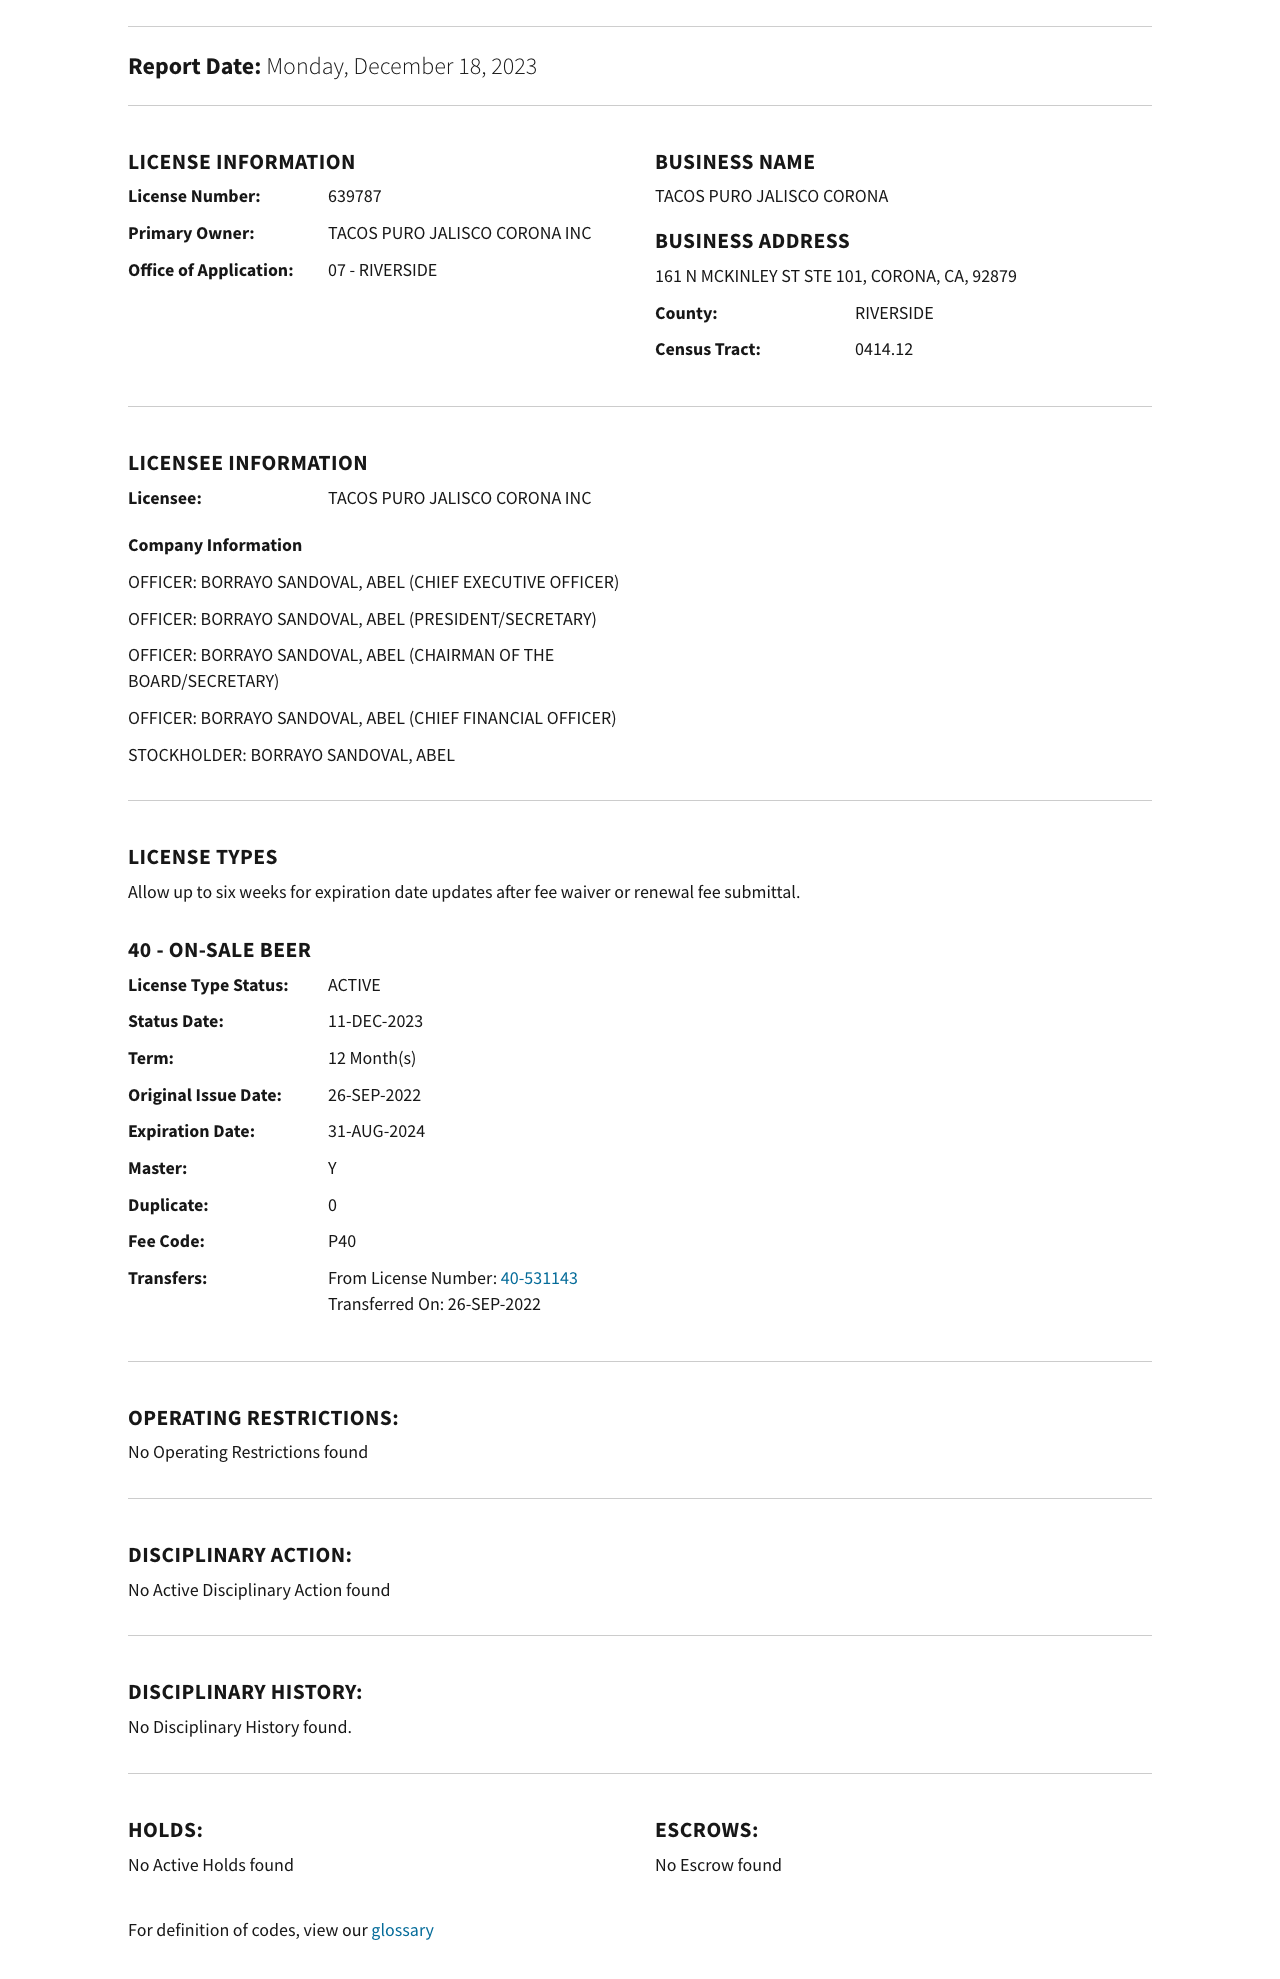 Report Date: Monday, December 18, 2023
LICENSE INFORMATION
License Number: 639787
Primary Owner: TACOS PURO JALISCO CORONA INC
Office of Application: 07 - RIVERSIDE
BUSINESS NAME
TACOS PURO JALISCO CORONA
BUSINESS ADDRESS
161 N MCKINLEY ST STE 101, CORONA, CA, 92879
County: RIVERSIDE
Census Tract: 0414.12
LICENSEE INFORMATION
Licensee: TACOS PURO JALISCO CORONA INC
Company Information
OFFICER: BORRAYO SANDOVAL, ABEL (CHIEF EXECUTIVE OFFICER)
OFFICER: BORRAYO SANDOVAL, ABEL (PRESIDENT/SECRETARY)
OFFICER: BORRAYO SANDOVAL, ABEL (CHAIRMAN OF THE
BOARD/SECRETARY)
OFFICER: BORRAYO SANDOVAL, ABEL (CHIEF FINANCIAL OFFICER)
STOCKHOLDER: BORRAYO SANDOVAL, ABEL
LICENSE TYPES
Allow up to six weeks for expiration date updates after fee waiver or renewal fee submittal.
40 - ON-SALE BEER
License Type Status: ACTIVE
Status Date: 11-DEC-2023
Term: 12 Month(s)
Original Issue Date: 26-SEP-2022
Expiration Date: 31-AUG-2024
Master: Y
Duplicate: 0
Fee Code: P40
Transfers: From License Number: 40-531143
Transferred On: 26-SEP-2022
OPERATING RESTRICTIONS:
No Operating Restrictions found
DISCIPLINARY ACTION:
No Active Disciplinary Action found
DISCIPLINARY HISTORY:
No Disciplinary History found.
HOLDS:
No Active Holds found
ESCROWS:
No Escrow found
For definition of codes, view our glossary